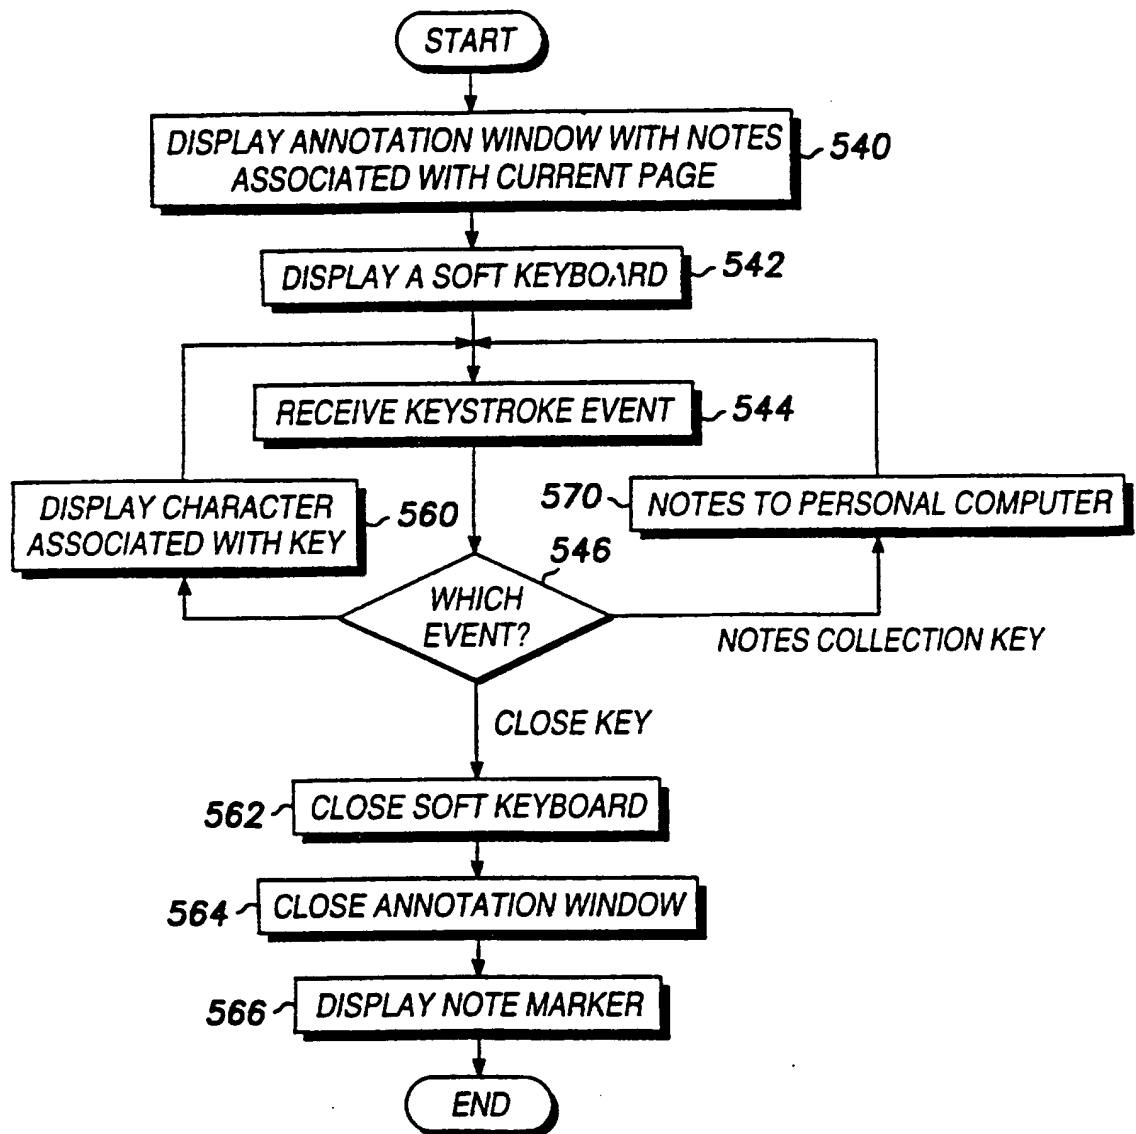 START
DISPLAY ANNOTATION WINDOW WITH NOTES
ASSOCIATED WITH CURRENT PAGE
540
DISPLAY A SOFT KEYBOARD
542
RECEIVE KEYSTROKE EVENT
544
DISPLAY CHARACTER
ASSOCIATED WITH KEY
560
570
NOTES TO PERSONAL COMPUTER
546
WHICH
EVENT?
NOTES COLLECTION KEY
CLOSE KEY
562
CLOSE SOFT KEYBOARD
564
CLOSE ANNOTATION WINDOW
566
DISPLAY NOTE MARKER
END